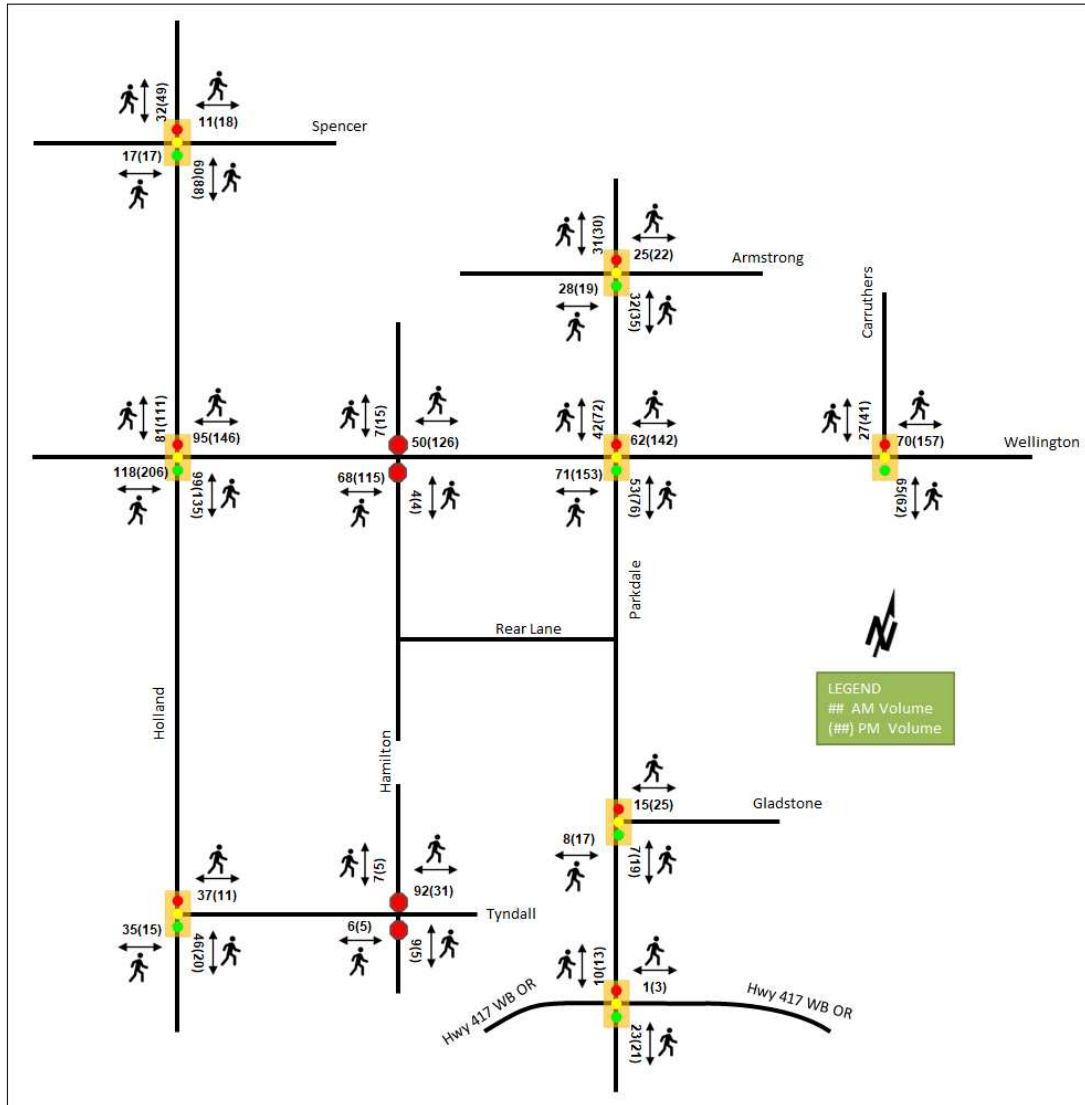 32(49)
11(18)
Spencer
17(17)
60(88)
31(30)
25(22)
Armstrong
28(19)
32(35)
Carruthers
81(111)
95(146)
7(15)
50(126)
42(72)
62(142)
27(41)
70(157)
Wellington
118(206)
99(135)
68(115)
4(4)
71(153)
53(76)
65(62)
Parkdale
Rear Lane
N
LEGEND
## AM Volume
(##) PM Volume
Holland
Hamilton
15(25)
Gladstone
8(17)
7(19)
37(11)
7(5)
92(31)
Tyndall
35(15)
46(20)
6(5)
9(5)
10(13)
1(3)
Hwy 417 WB OR
Hwy 417 WB OR
23(21)